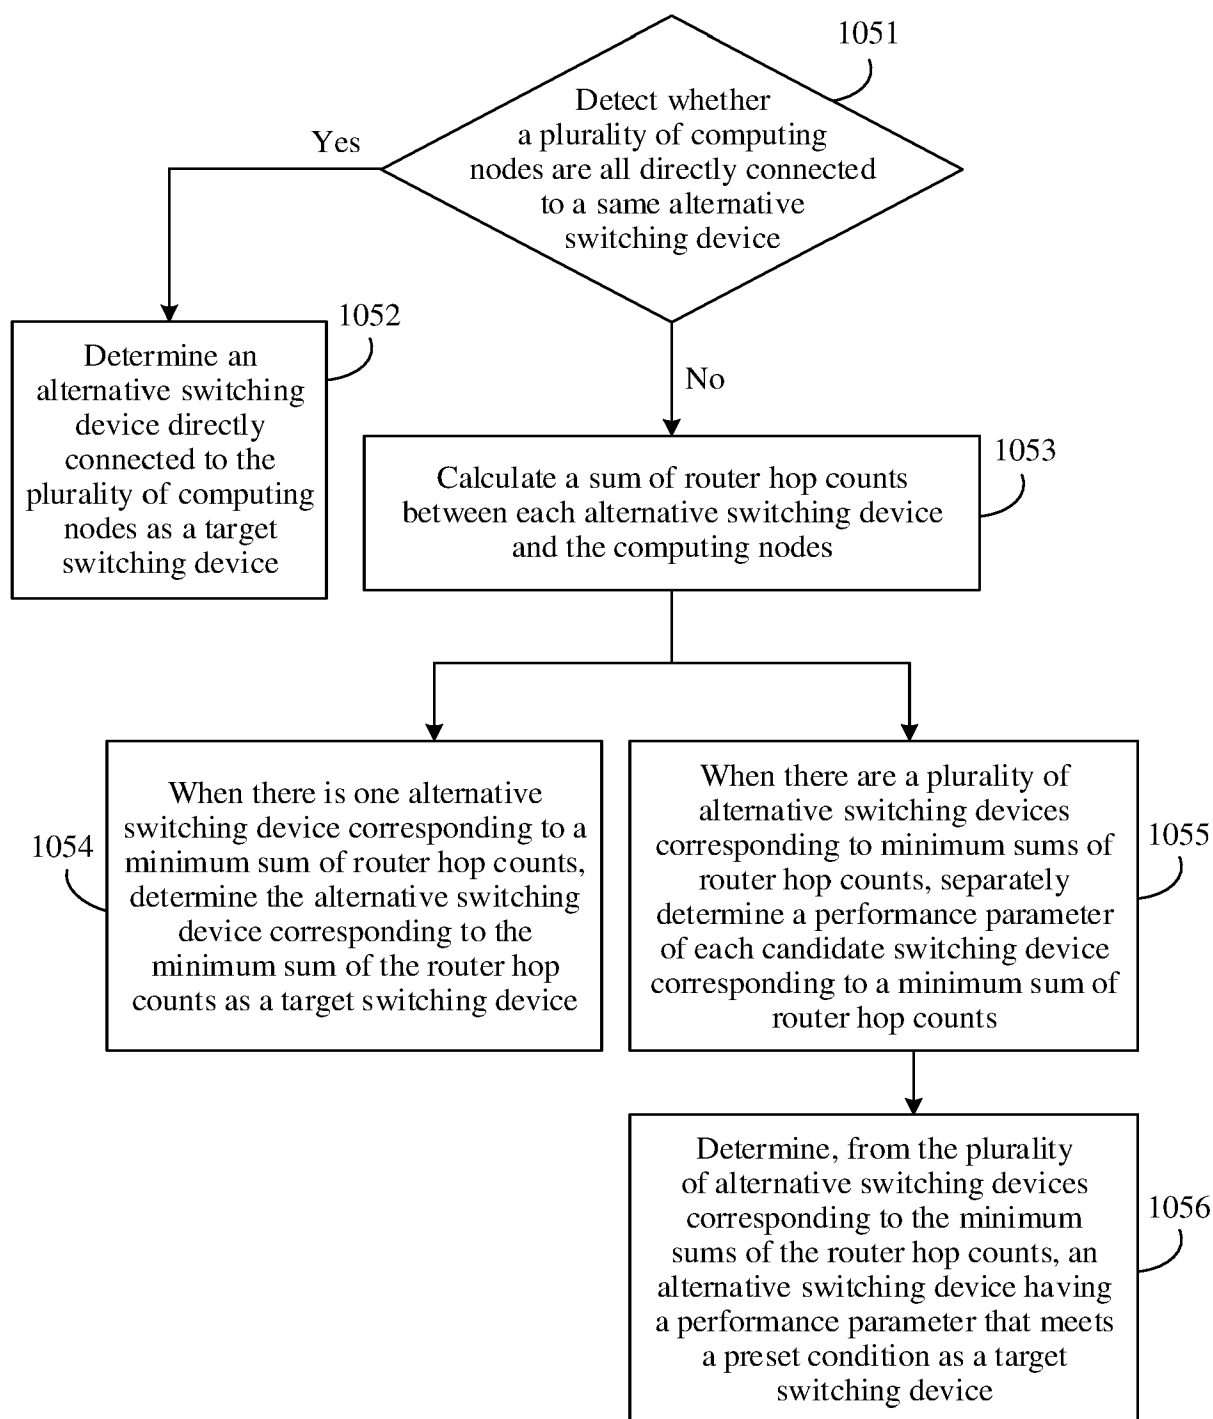 1051
Detect whether
a plurality of computing
nodes are all directly connected
to a same alternative
switching device
Yes
1052
Determine an
alternative switching
device directly
connected to the
plurality of computing
nodes as a target
switching device
No
1053
Calculate a sum of router hop counts
between each alternative switching device
and the computing nodes
1054
When there is one alternative
switching device corresponding to a
minimum sum of router hop counts,
determine the alternative switching
device corresponding to the
minimum sum of the router hop
counts as a target switching device
1055
When there are a plurality of
alternative switching devices
corresponding to minimum sums of
router hop counts, separately
determine a performance parameter
of each candidate switching device
corresponding to a minimum sum of
router hop counts
1056
Determine, from the plurality
of alternative switching devices
corresponding to the minimum
sums of the router hop counts, an
alternative switching device having
a performance parameter that meets
a preset condition as a target
switching device